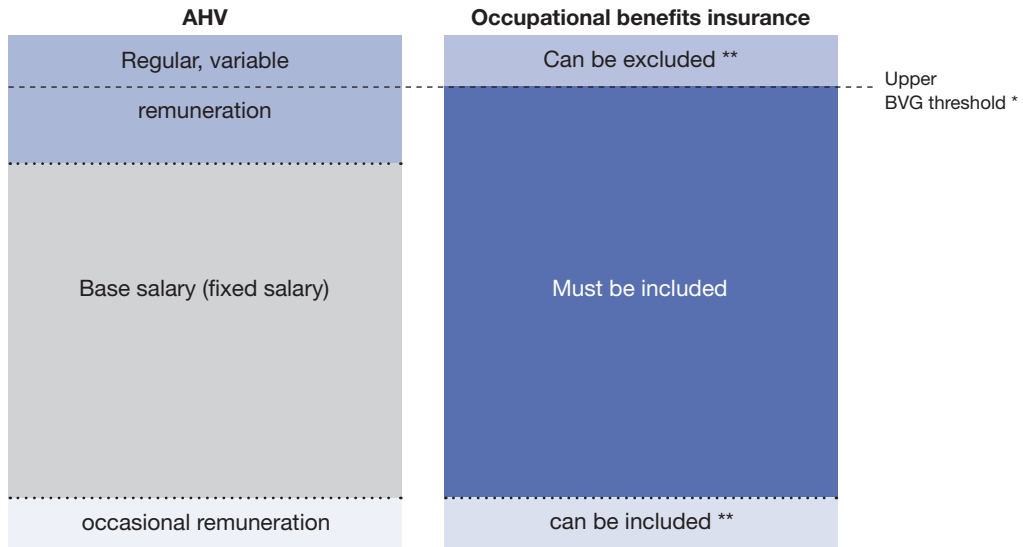 AHV
Occupational benefits insurance
Regular, variable
remuneration
Can be excluded **
Upper
BVG threshold *
Base salary (fixed salary)
Must be included
occasional remuneration
can be included **